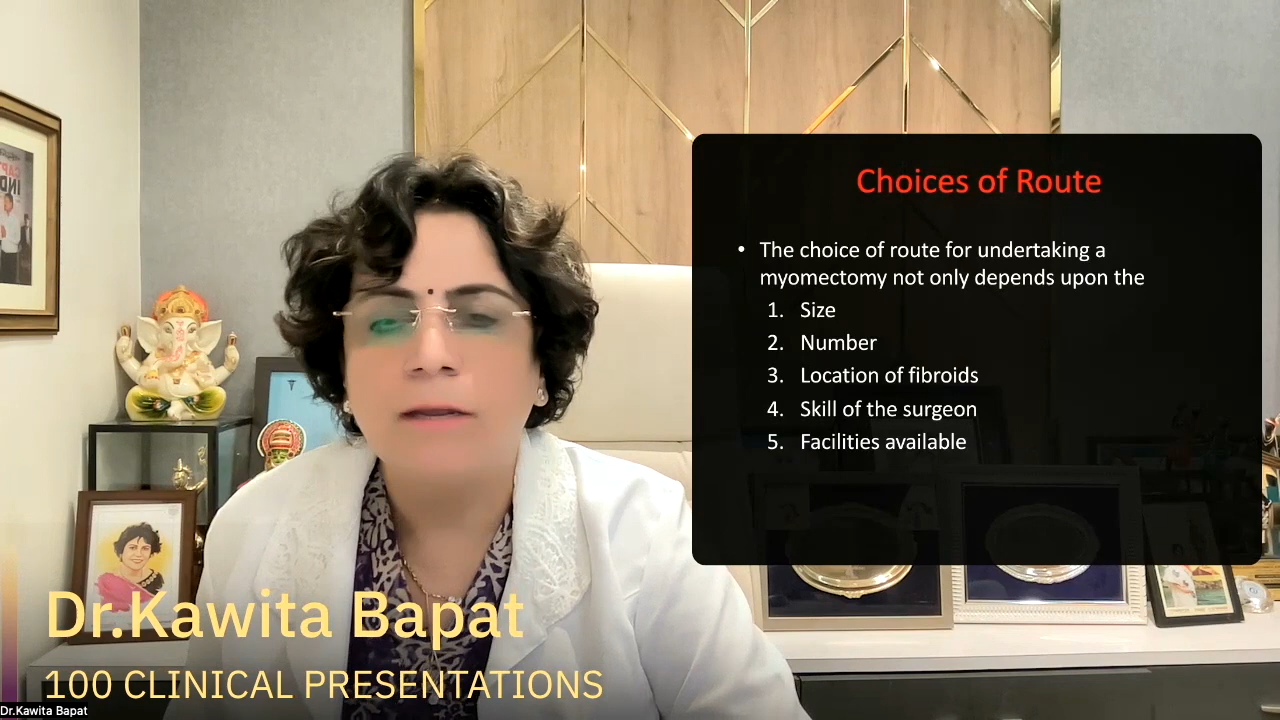 Choices of Route
• The choice of route for undertaking a
myomectomy not only depends upon the
1. Size
2. Number
3. Location of fibroids
4. Skill of the surgeon
5. Facilities available
Dr.Kawita Bapat
100 CLINICAL PRESENTATIONS
Dr.Kawita Bapat